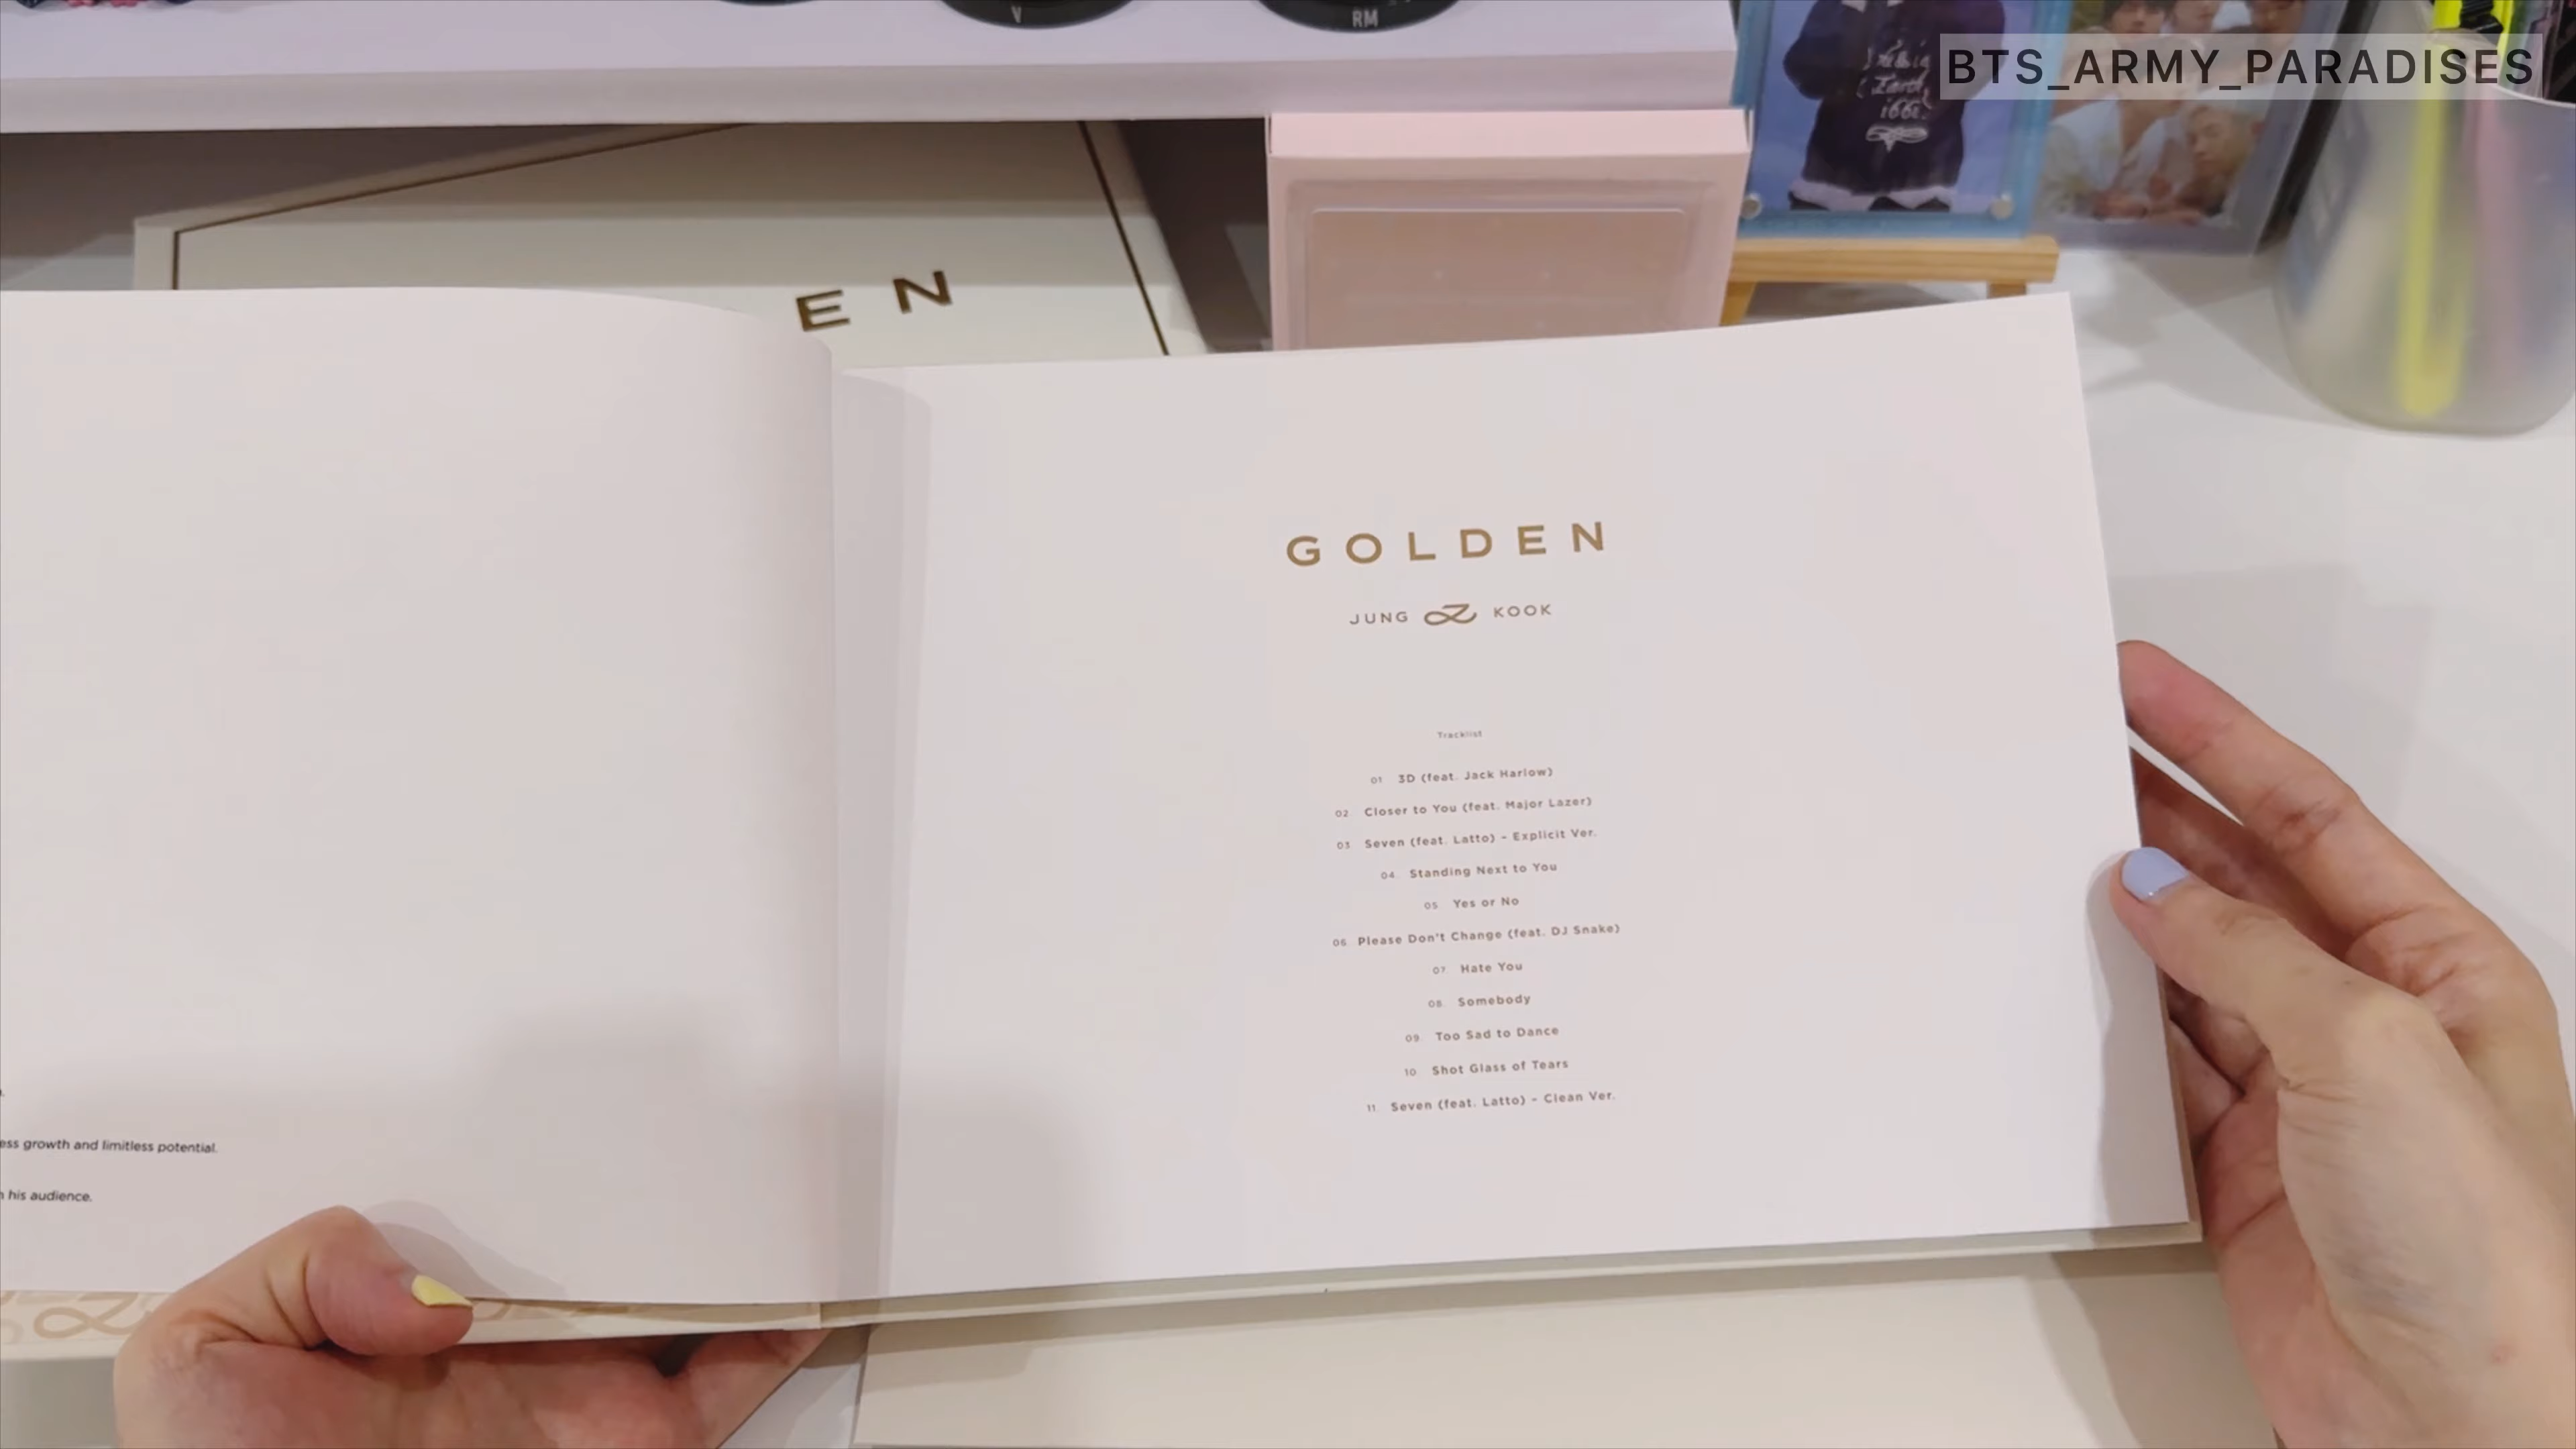 V
RM
BTS_ARMY_PARADISES
EN
GOLDEN
JUNG KOOK
Tracklist
01 3D (feat. Jack Harlow)
02 Closer to You (feat. Major Lazer)
03 Seven (feat. Latto) - Explicit Ver.
04 Standing Next to You
05 Yes or No
06 Please Don't Change (feat. DJ Snake)
07 Hate You
08 Somebody
09 Too Sad to Dance
10 Shot Glass of Tears
11 Seven (feat. Latto) - Clean Ver.
ess growth and limitless potential.
his audience.